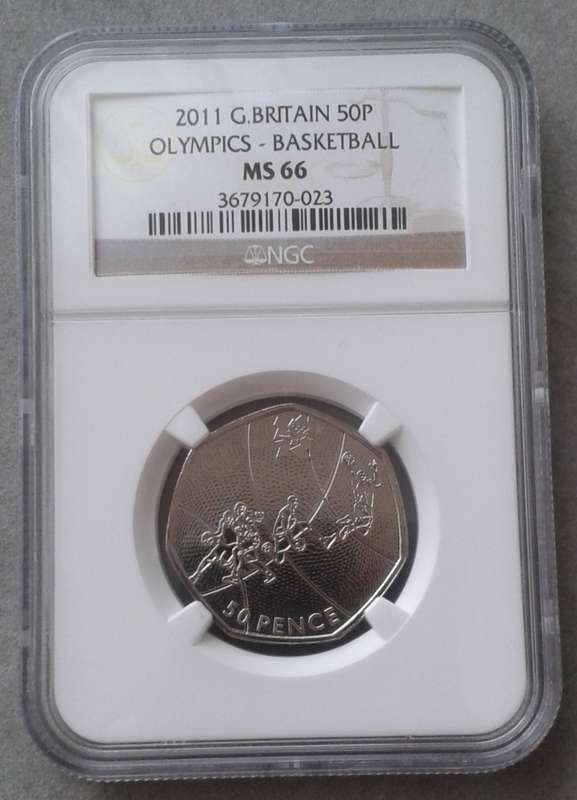 2011 G.BRITAIN 50P
OLYMPICS - BASKETBALL
MS 66
3679170-023
NGC
50 PENCE